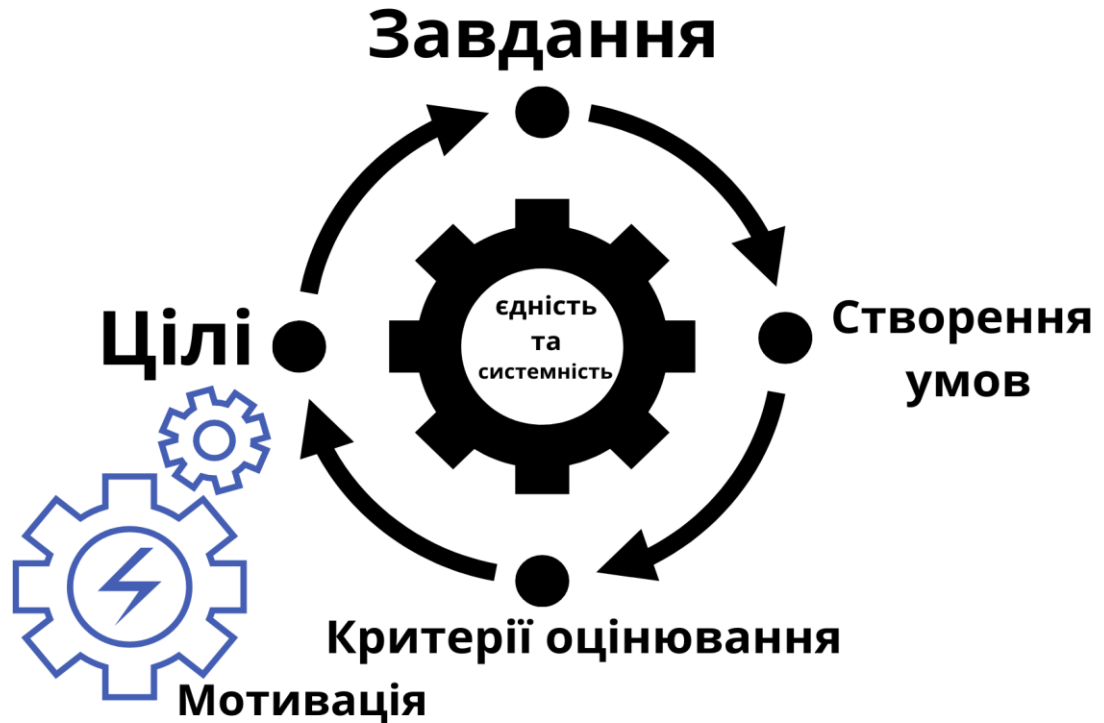 Завдання
єдність
та
системність
Цілі
Створення
умов
Критерії оцінювання
Мотивація